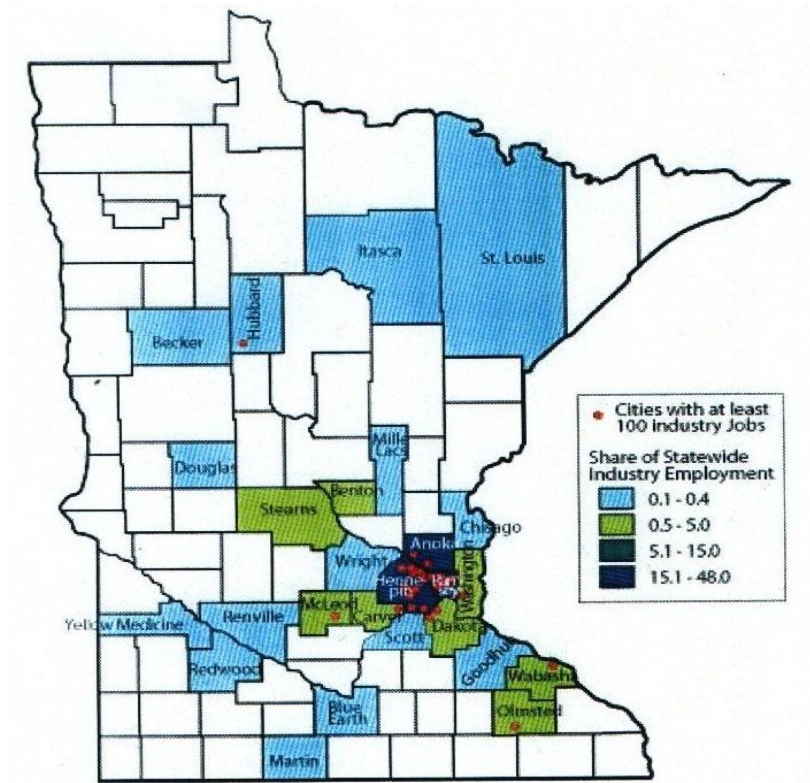 Itasca
St. Louis
Hubbard
Becker
Cities with at least
100 industry Jobs
Mille
Lacs
Share of Statewide
Industry Employment
Douglas
Benton
0.1 - 0.4
Stearns
0.5 - 5.0
Chisago
5.1 - 15.0
Anoka
15.1 - 48.0
Wright
Washington
Henne-
pin
McLeod
Carver
Renville
Yellow Medicine
Dakota
Scott
Goodhue
Redwood
Wabasha
Blue
Earth
Olmsted
Martin